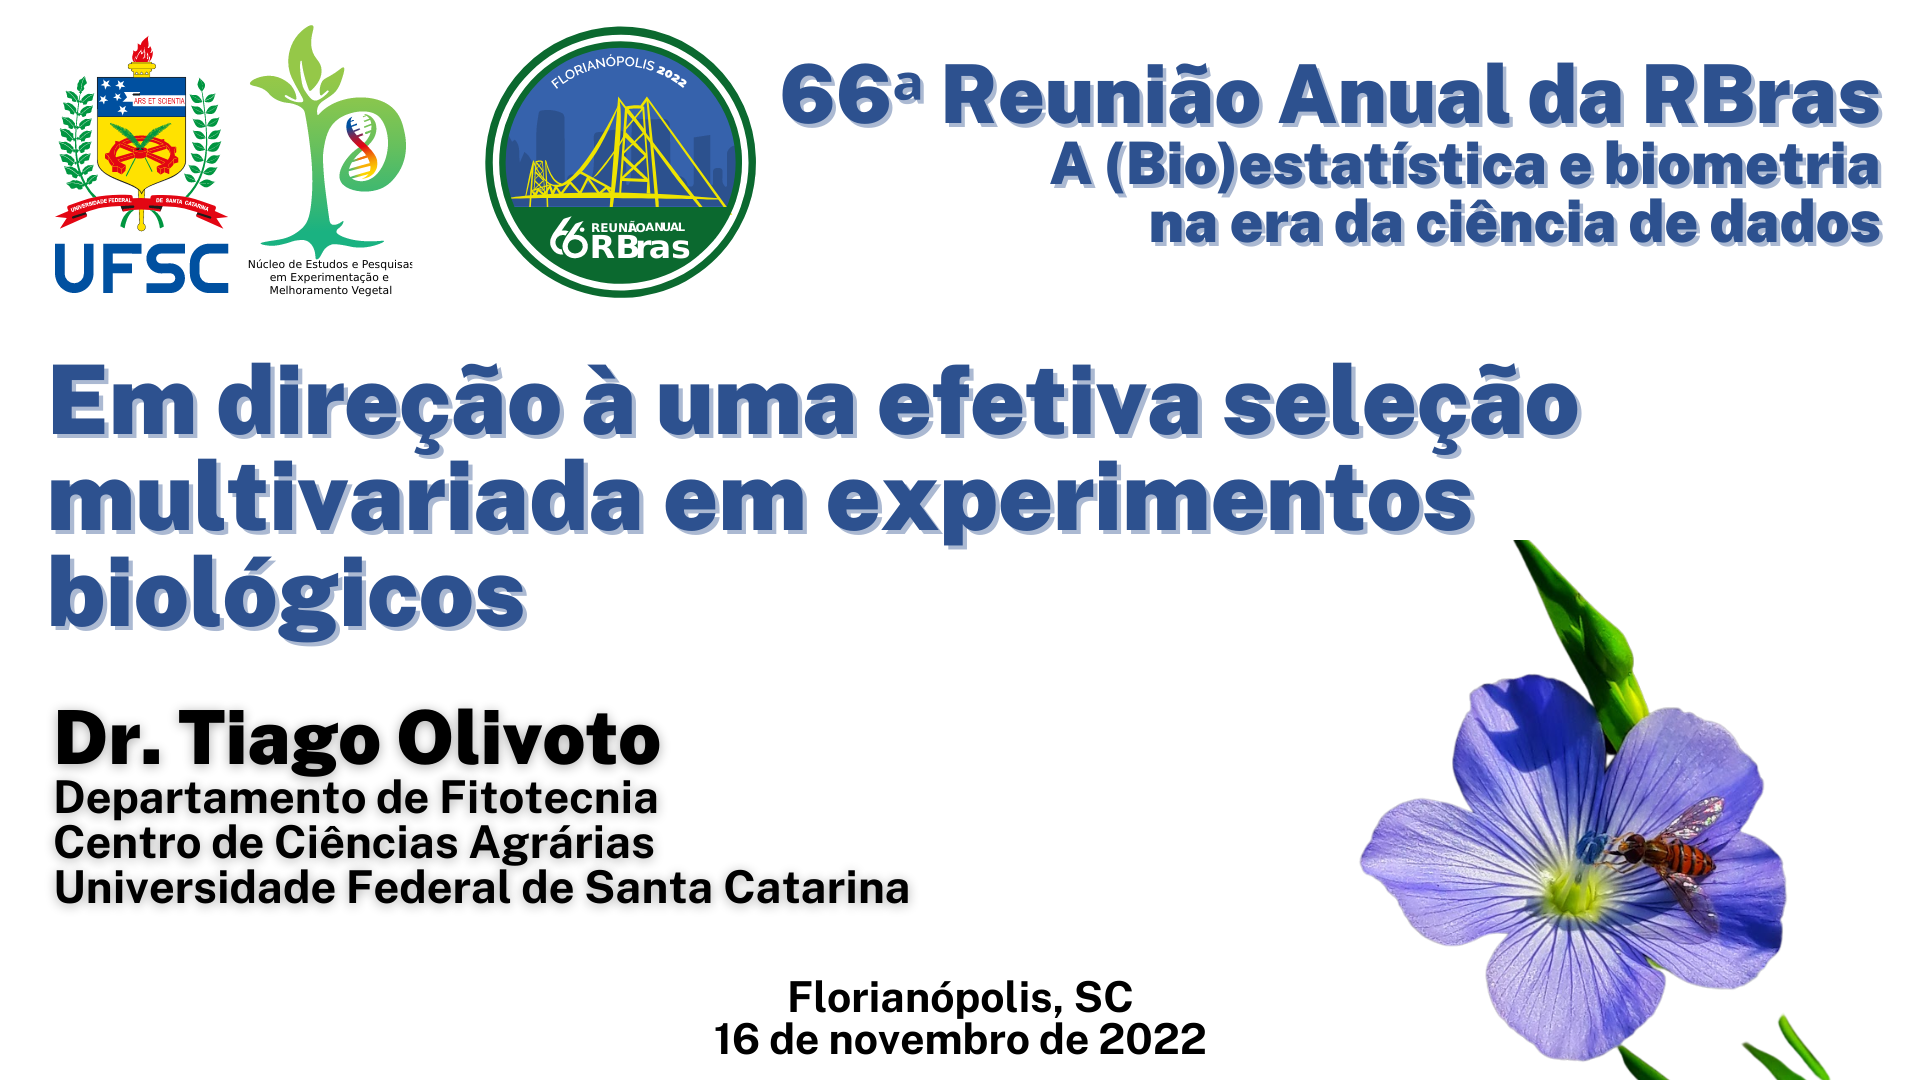 ARS ET SCIENTIA
UNIVERSIDADE FEDERAL DE SANTA CATARINA
UFSC
Núcleo de Estudos e Pesquisas
em Experimentação e
Melhoramento Vegetal
FLORIANÓPOLIS 2022
66 REUNIÃO ANUAL
RBras
66ª Reunião Anual da RBras
A (Bio)estatística e biometria
na era da ciência de dados
Em direção à uma efetiva seleção
multivariada em experimentos
biológicos
Dr. Tiago Olivoto
Departamento de Fitotecnia
Centro de Ciências Agrárias
Universidade Federal de Santa Catarina
Florianópolis, SC
16 de novembro de 2022